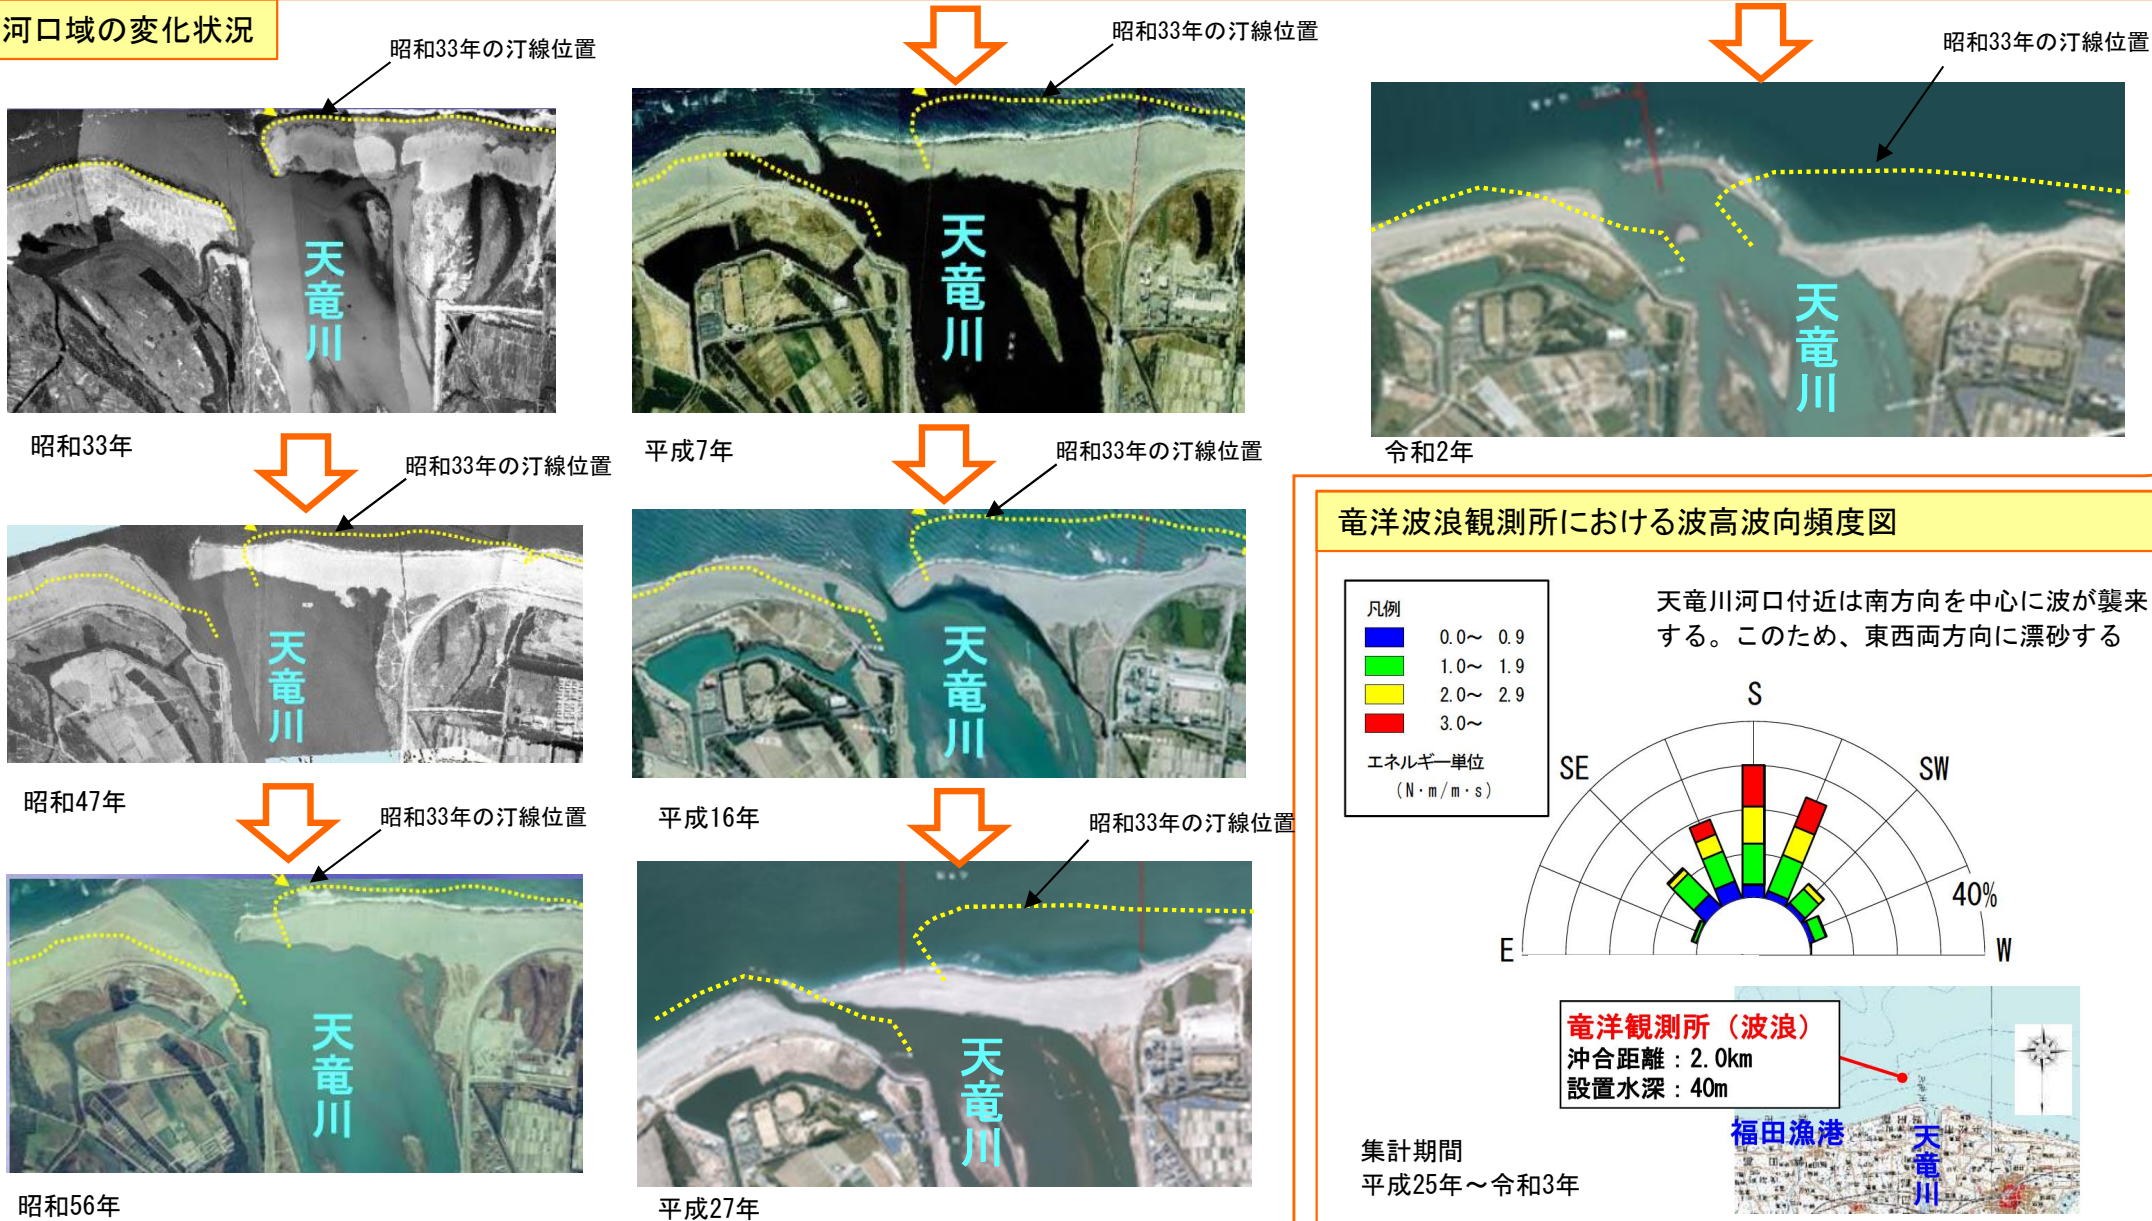 河口域の変化状況
昭和33年の汀線位置
天竜川
昭和33年
昭和33年の汀線位置
天竜川
昭和47年
昭和33年の汀線位置
天竜川
昭和56年
昭和33年の汀線位置
天竜川
平成7年
昭和33年の汀線位置
天竜川
平成16年
昭和33年の汀線位置
天竜川
平成27年
昭和33年の汀線位置
天竜川
令和2年
竜洋波浪観測所における波高波向頻度図
凡例
0.0～ 0.9
1.0～ 1.9
2.0～ 2.9
3.0～
エネルギー単位
(N･m/m･s)
天竜川河口付近は南方向を中心に波が襲来
する。このため、東西両方向に漂砂する
S
SE
SW
40%
E
W
竜洋観測所（波浪）
沖合距離：2.0km
設置水深：40m
福田漁港
天竜川
集計期間
平成25年～令和3年